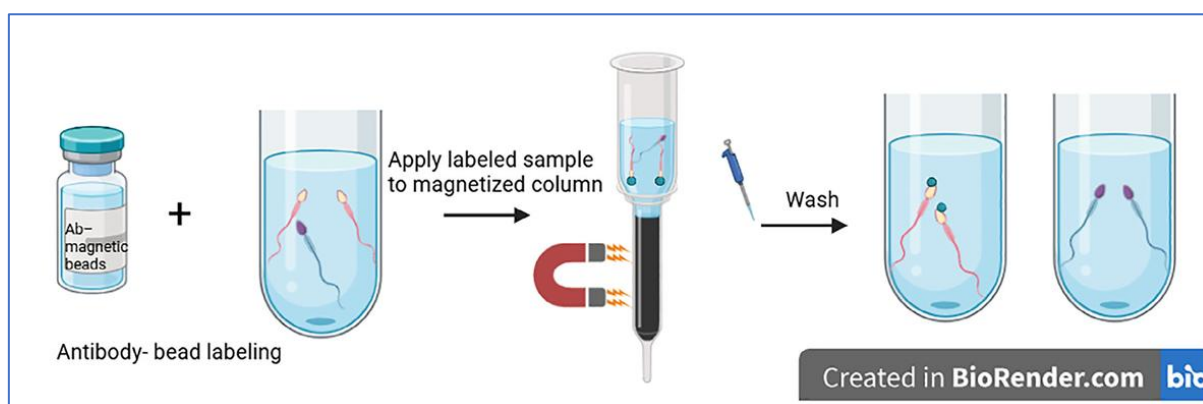 Ab–
magnetic
beads
+
Antibody- bead labeling
Apply labeled sample
to magnetized column
Wash
Created in BioRender.com